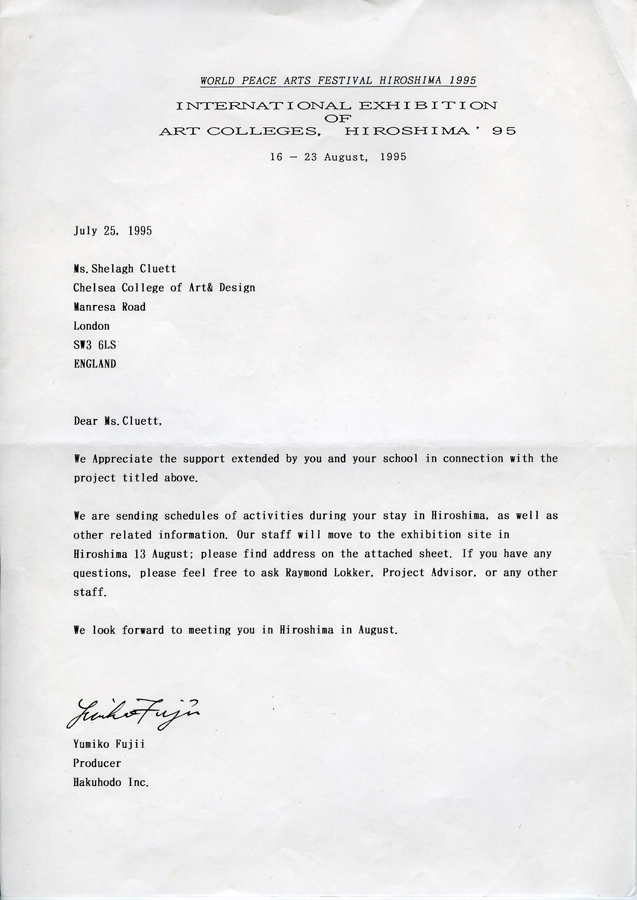 WORLD PEACE ARTS FESTIVAL HIROSHIMA 1995
INTERNATIONAL EXHIBITION
OF
ART COLLEGES, HIROSHIMA' 95
16 — 23 August, 1995
July 25, 1995
Ms.Shelagh Cluett
Chelsea College of Art& Design
Manresa Road
London
SW3 6LS
ENGLAND
Dear Ms.Cluett,
We Appreciate the support extended by you and your school in connection with the
project titled above.
We are sending schedules of activities during your stay in Hiroshima, as well as
other related information. Our staff will move to the exhibition site in
Hiroshima 13 August; please find address on the attached sheet. If you have any
questions, please feel free to ask Raymond Lokker, Project Advisor, or any other
staff.
We look forward to meeting you in Hiroshima in August.
Yumiko Fujii
Yumiko Fujii
Producer
Hakuhodo Inc.